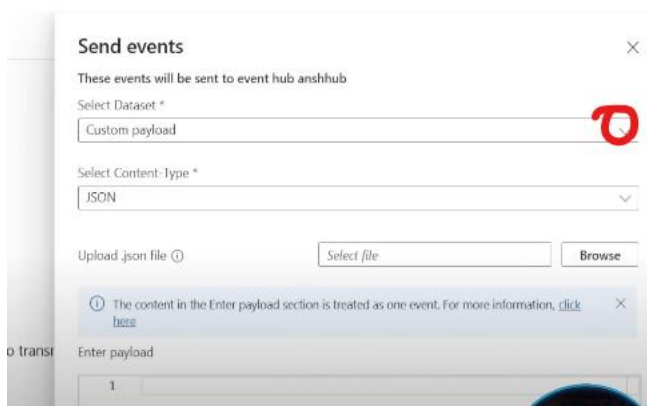 Send events
These events will be sent to event hub anshhub
Select Dataset *
Custom payload
Select Content-Type *
JSON
Upload .json file
Select file
Browse
The content in the Enter payload section is treated as one event. For more information, click
here
o transr
Enter payload
1